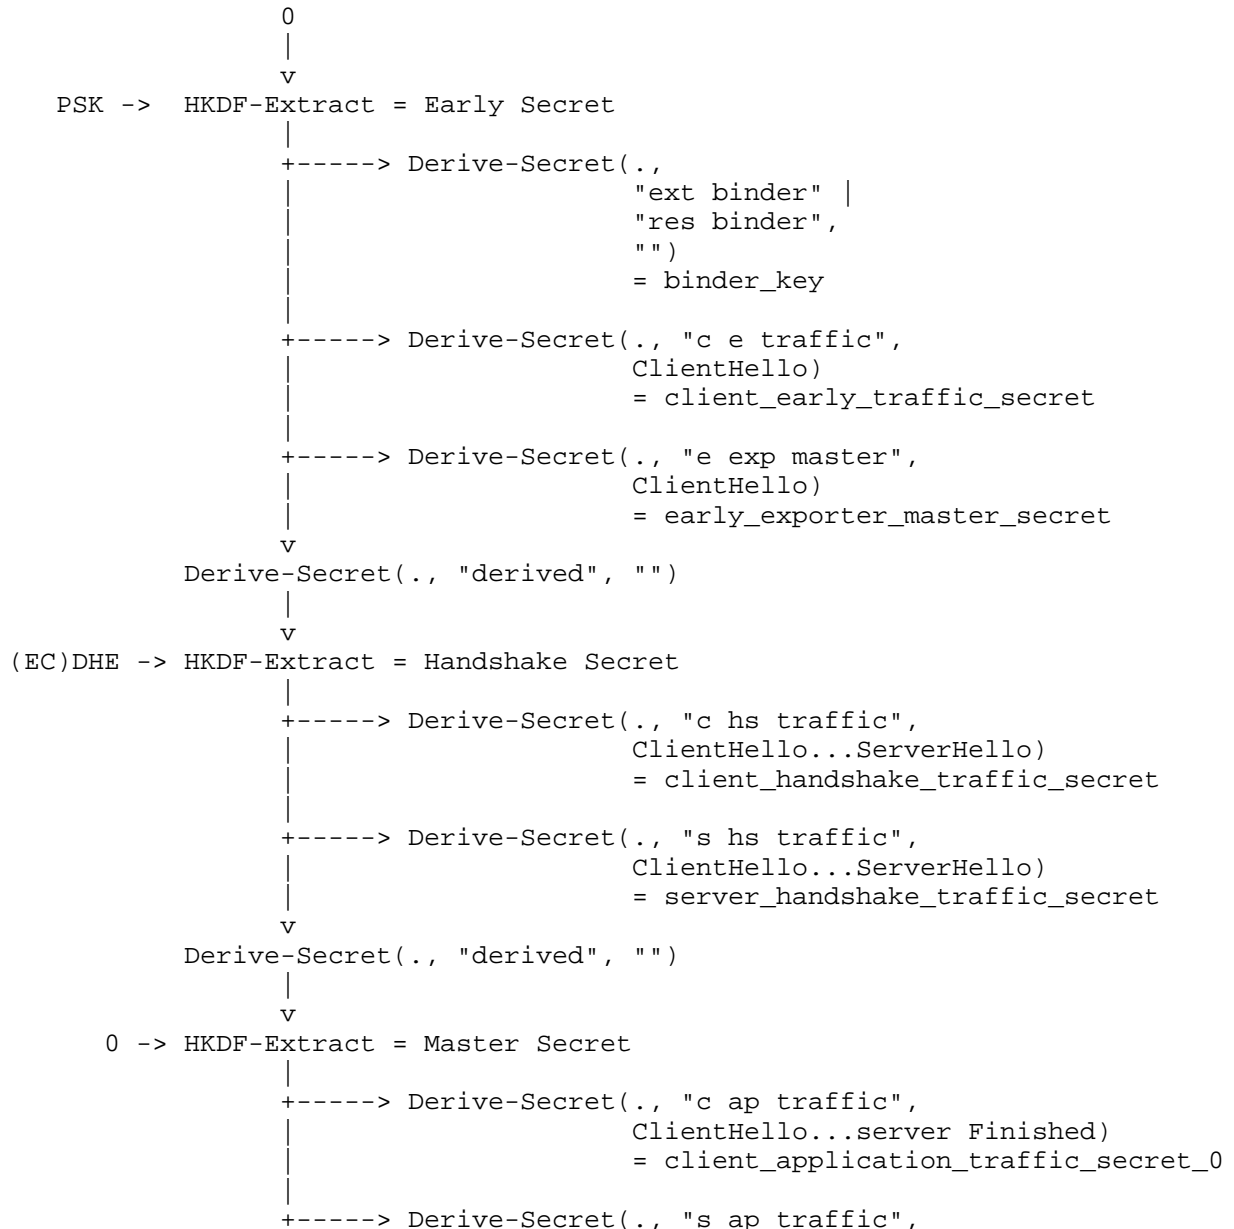 0
                 |
                 v
   PSK ->  HKDF-Extract = Early Secret
                 |
                 +-----> Derive-Secret(.,
                 |                     "ext binder" |
                 |                     "res binder",
                 |                     "")
                 |                     = binder_key
                 |
                 +-----> Derive-Secret(., "c e traffic",
                 |                     ClientHello)
                 |                     = client_early_traffic_secret
                 |
                 +-----> Derive-Secret(., "e exp master",
                 |                     ClientHello)
                 |                     = early_exporter_master_secret
                 v
           Derive-Secret(., "derived", "")
                 |
                 v
(EC)DHE -> HKDF-Extract = Handshake Secret
                 |
                 +-----> Derive-Secret(., "c hs traffic",
                 |                     ClientHello...ServerHello)
                 |                     = client_handshake_traffic_secret
                 |
                 +-----> Derive-Secret(., "s hs traffic",
                 |                     ClientHello...ServerHello)
                 |                     = server_handshake_traffic_secret
                 v
           Derive-Secret(., "derived", "")
                 |
                 v
      0 -> HKDF-Extract = Master Secret
                 |
                 +-----> Derive-Secret(., "c ap traffic",
                 |                     ClientHello...server Finished)
                 |                     = client_application_traffic_secret_0
                 |
                 +-----> Derive-Secret(., "s ap traffic",